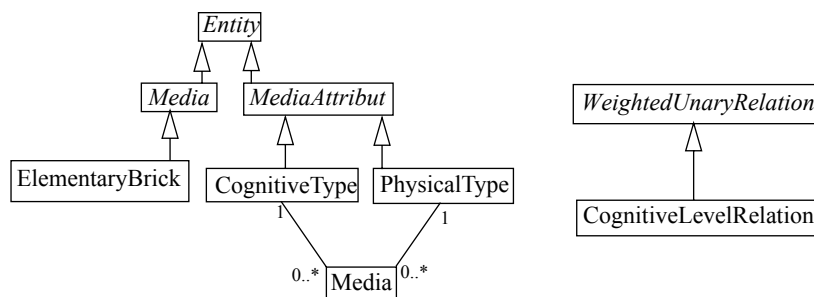 Entity
Media
MediaAttribut
WeightedUnaryRelation
ElementaryBrick
CognitiveType
PhysicalType
CognitiveLevelRelation
1
1
0..*
Media
0..*